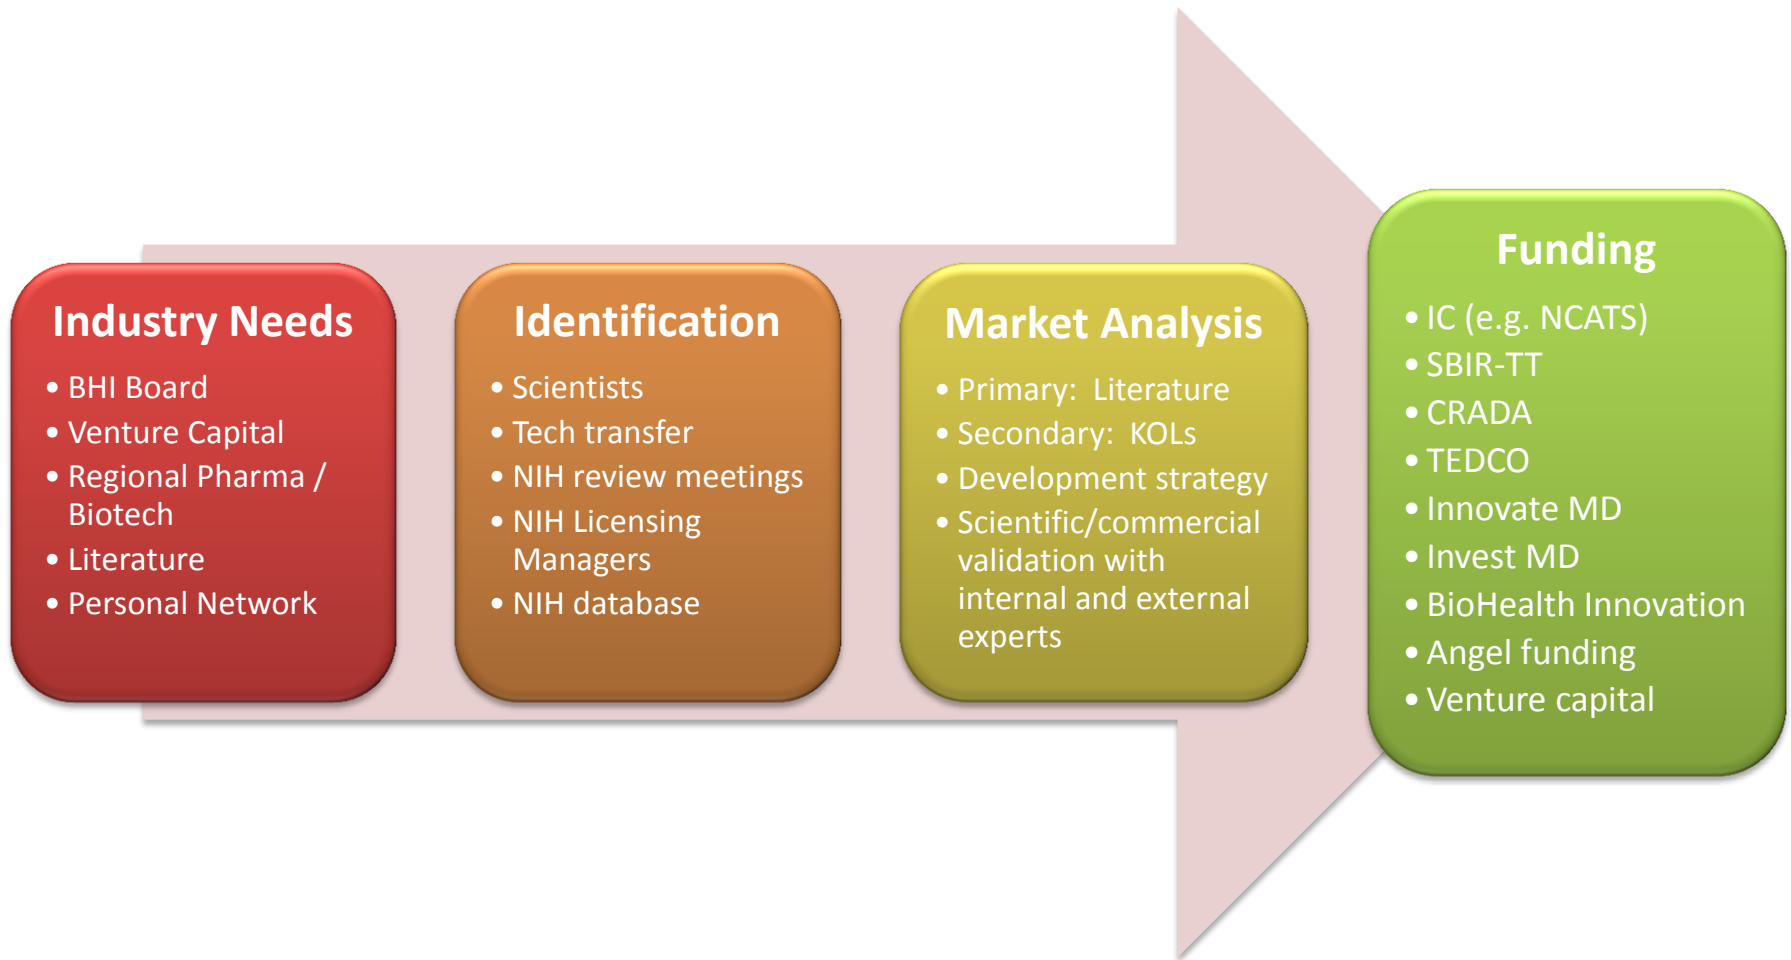 Industry Needs
• BHI Board
• Venture Capital
• Regional Pharma /
Biotech
• Literature
• Personal Network
Identification
• Scientists
• Tech transfer
• NIH review meetings
• NIH Licensing
Managers
• NIH database
Market Analysis
• Primary: Literature
• Secondary: KOLs
• Development strategy
• Scientific/commercial
validation with
internal and external
experts
Funding
• IC (e.g. NCATS)
• SBIR-TT
• CRADA
• TEDCO
• Innovate MD
• Invest MD
• BioHealth Innovation
• Angel funding
• Venture capital